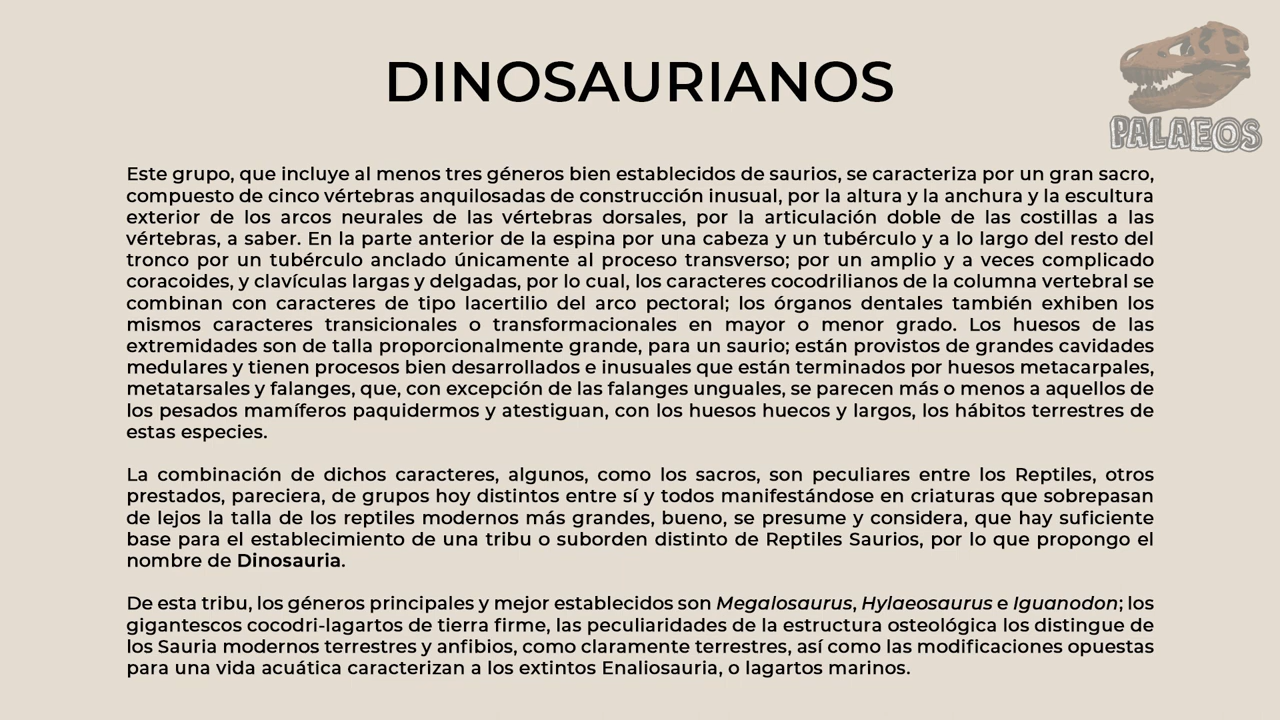 DINOSAURIANOS
PALAEOS
Este grupo, que incluye al menos tres géneros bien establecidos de saurios, se caracteriza por un gran sacro,
compuesto de cinco vértebras anquilosadas de construcción inusual, por la altura y la anchura y la escultura
exterior de los arcos neurales de las vértebras dorsales, por la articulación doble de las costillas a las
vértebras, a saber. En la parte anterior de la espina por una cabeza y un tubérculo y a lo largo del resto del
tronco por un tubérculo anclado únicamente al proceso transverso; por un amplio y a veces complicado
coracoides, y clavículas largas y delgadas, por lo cual, los caracteres cocodrilianos de la columna vertebral se
combinan con caracteres de tipo lacertilio del arco pectoral; los órganos dentales también exhiben los
mismos caracteres transicionales o transformacionales en mayor o menor grado. Los huesos de las
extremidades son de talla proporcionalmente grande, para un saurio; están provistos de grandes cavidades
medulares y tienen procesos bien desarrollados e inusuales que están terminados por huesos metacarpales,
metatarsales y falanges, que, con excepción de las falanges unguales, se parecen más o menos a aquellos de
los pesados mamíferos paquidermos y atestiguan, con los huesos huecos y largos, los hábitos terrestres de
estas especies.
La combinación de dichos caracteres, algunos, como los sacros, son peculiares entre los Reptiles, otros
prestados, pareciera, de grupos hoy distintos entre sí y todos manifestándose en criaturas que sobrepasan
de lejos la talla de los reptiles modernos más grandes, bueno, se presume y considera, que hay suficiente
base para el establecimiento de una tribu o suborden distinto de Reptiles Saurios, por lo que propongo el
nombre de Dinosauria.
De esta tribu, los géneros principales y mejor establecidos son Megalosaurus, Hylaeosaurus e Iguanodon; los
gigantescos cocodri-lagartos de tierra firme, las peculiaridades de la estructura osteológica los distingue de
los Sauria modernos terrestres y anfibios, como claramente terrestres, así como las modificaciones opuestas
para una vida acuática caracterizan a los extintos Enaliosauria, o lagartos marinos.